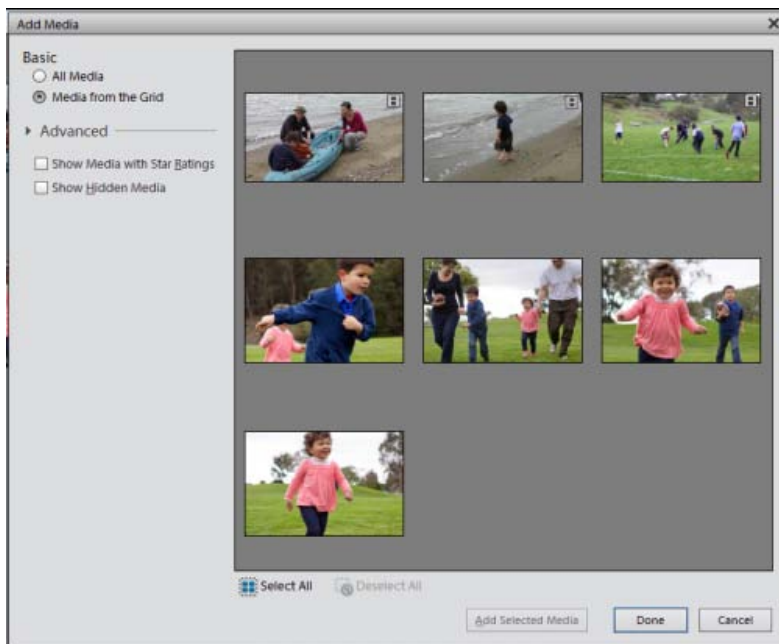 Add Media
Basic
All Media
Media from the Grid
Advanced
Show Media with Star Ratings
Show Hidden Media
Select All
Deselect All
Add Selected Media
Done
Cancel